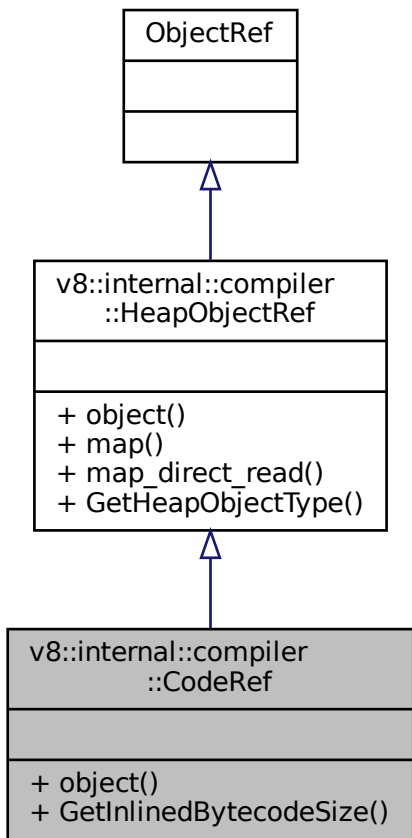 ObjectRef
v8::internal::compiler
::HeapObjectRef
+ object()
+ map()
+ map_direct_read()
+ GetHeapObjectType()
v8::internal::compiler
::CodeRef
+ object()
+ GetInlinedBytecodeSize()